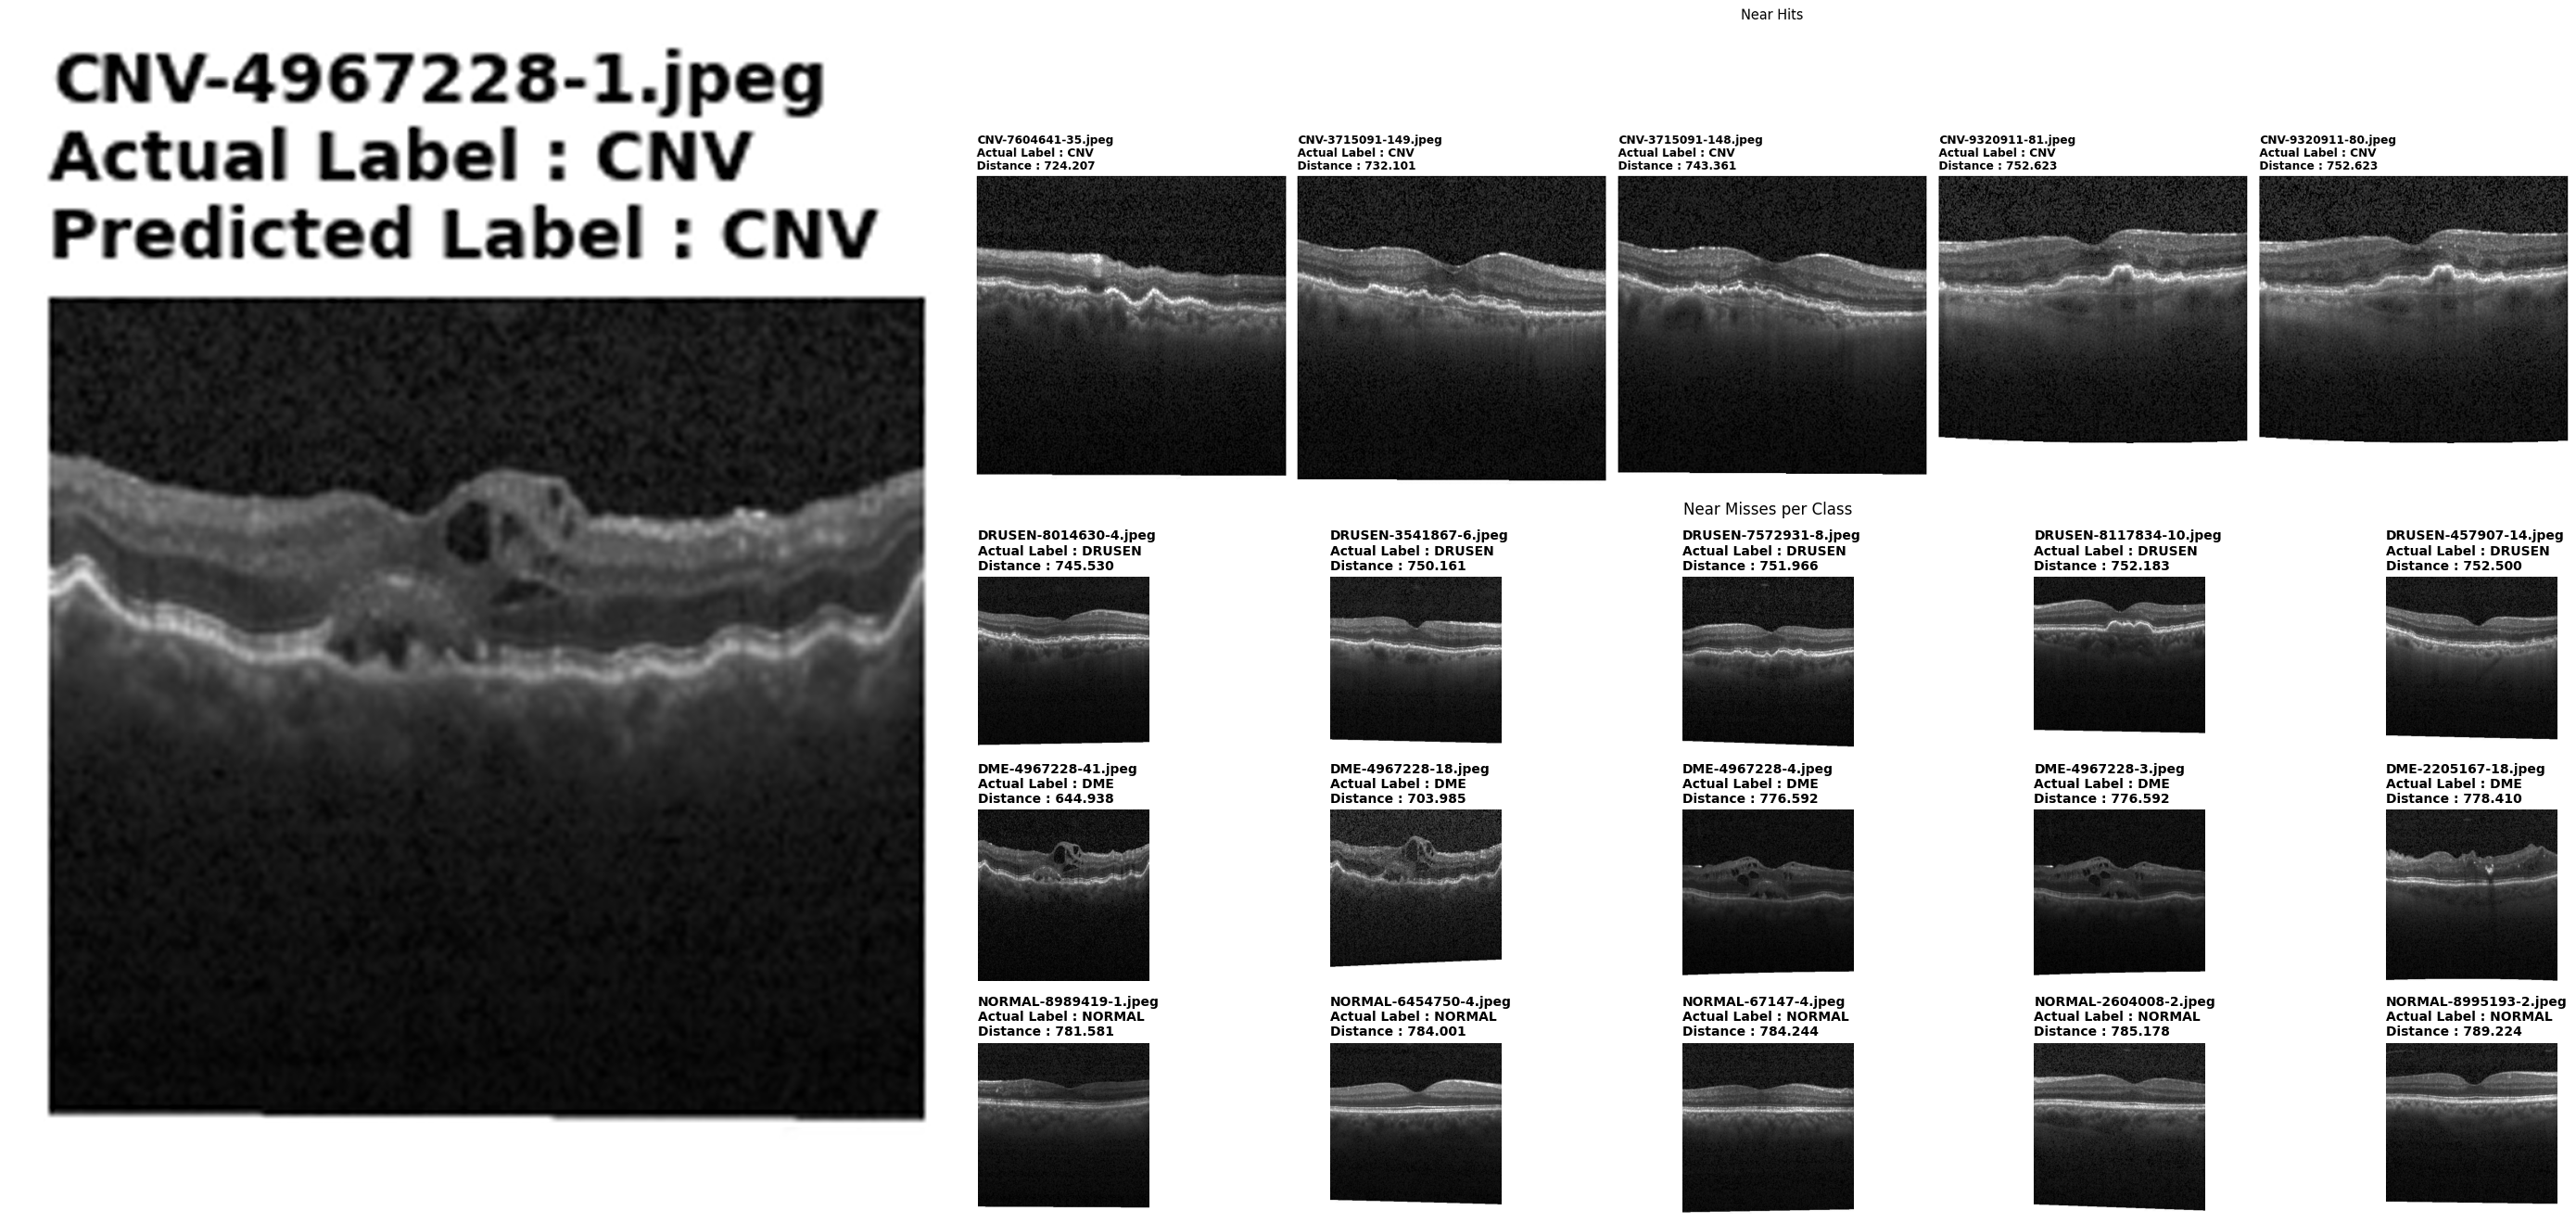 CNV-4967228-1.jpeg
Actual Label : CNV
Predicted Label : CNV
Near Hits
CNV-7604641-35.jpeg
Actual Label : CNV
Distance : 724.207
CNV-3715091-149.jpeg
Actual Label : CNV
Distance : 732.101
CNV-3715091-148.jpeg
Actual Label : CNV
Distance : 743.361
CNV-9320911-81.jpeg
Actual Label : CNV
Distance : 752.623
CNV-9320911-80.jpeg
Actual Label : CNV
Distance : 752.623
Near Misses per Class
DRUSEN-8014630-4.jpeg
Actual Label : DRUSEN
Distance : 745.530
DRUSEN-3541867-6.jpeg
Actual Label : DRUSEN
Distance : 750.161
DRUSEN-7572931-8.jpeg
Actual Label : DRUSEN
Distance : 751.966
DRUSEN-8117834-10.jpeg
Actual Label : DRUSEN
Distance : 752.183
DRUSEN-457907-14.jpeg
Actual Label : DRUSEN
Distance : 752.500
DME-4967228-41.jpeg
Actual Label : DME
Distance : 644.938
DME-4967228-18.jpeg
Actual Label : DME
Distance : 703.985
DME-4967228-4.jpeg
Actual Label : DME
Distance : 776.592
DME-4967228-3.jpeg
Actual Label : DME
Distance : 776.592
DME-2205167-18.jpeg
Actual Label : DME
Distance : 778.410
NORMAL-8989419-1.jpeg
Actual Label : NORMAL
Distance : 781.581
NORMAL-6454750-4.jpeg
Actual Label : NORMAL
Distance : 784.001
NORMAL-67147-4.jpeg
Actual Label : NORMAL
Distance : 784.244
NORMAL-2604008-2.jpeg
Actual Label : NORMAL
Distance : 785.178
NORMAL-8995193-2.jpeg
Actual Label : NORMAL
Distance : 789.224